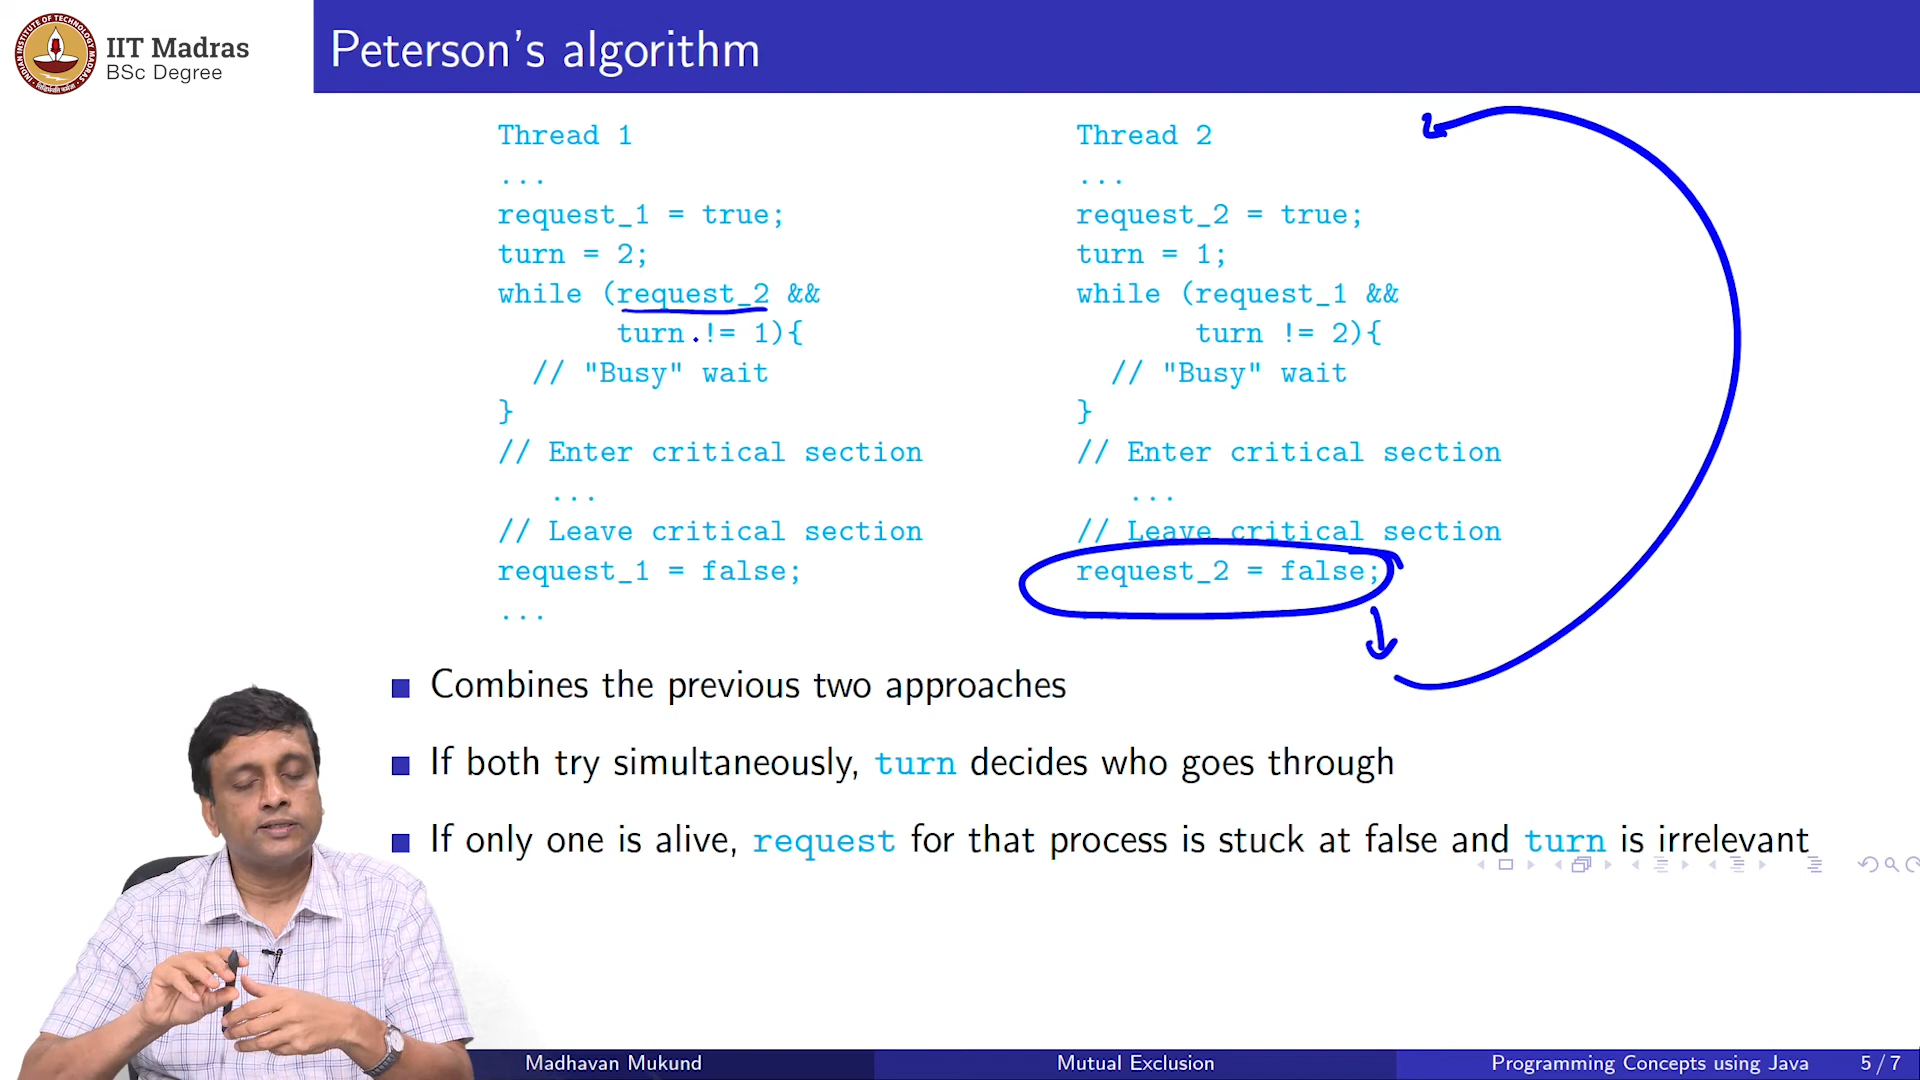 IIT Madras
BSc Degree
Peterson's algorithm
Thread 1
...
request_1 = true;
turn = 2;
while (request_2 &&
turn != 1){
// "Busy" wait
}
// Enter critical section
...
// Leave critical section
request_1 = false;
...
Thread 2
...
request_2 = true;
turn = 1;
while (request_1 &&
turn != 2){
// "Busy" wait
}
// Enter critical section
...
// Leave critical section
request_2 = false;
Combines the previous two approaches
If both try simultaneously, turn decides who goes through
If only one is alive, request for that process is stuck at false and turn is irrelevant
Madhavan Mukund
Mutual Exclusion
Programming Concepts using Java
5 / 7